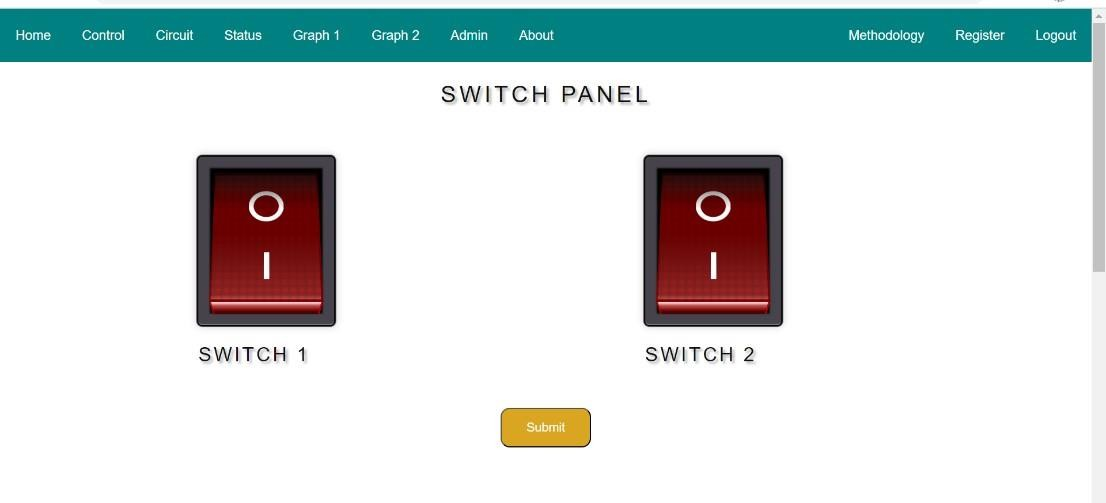 Home Control Circuit Status Graph 1 Graph 2 Admin About Methodology Register Logout
SWITCH PANEL
O O
I I
SWITCH 1 SWITCH 2
Submit